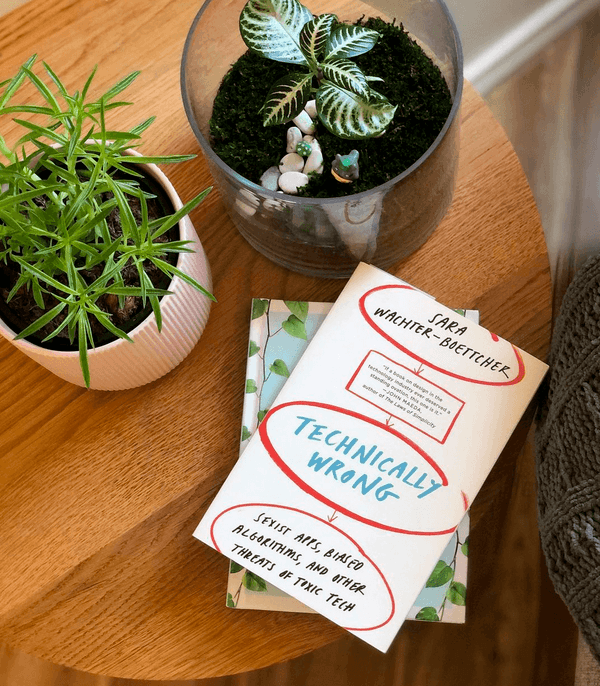 SARA
WACHTER-BOETTCHER
"If a book on design in the
technology industry ever deserved a
standing ovation, this one is it."
—JOHN MAEDA,
author of The Laws of Simplicity
TECHNICALLY
WRONG
SEXIST APPS, BIASED
ALGORITHMS, AND OTHER
THREATS OF TOXIC TECH